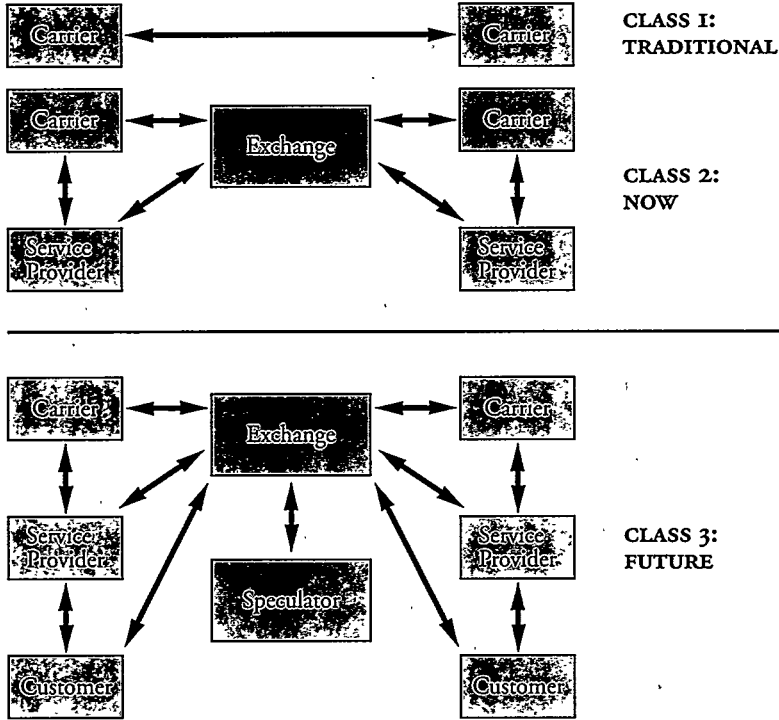 Carrier
Carrier
CLASS 1:
TRADITIONAL
Carrier
Exchange
Carrier
CLASS 2:
NOW
Service
Provider
Service
Provider
Carrier
Exchange
Carrier
Service
Provider
Service
Provider
CLASS 3:
FUTURE
Speculator
Customer
Customer